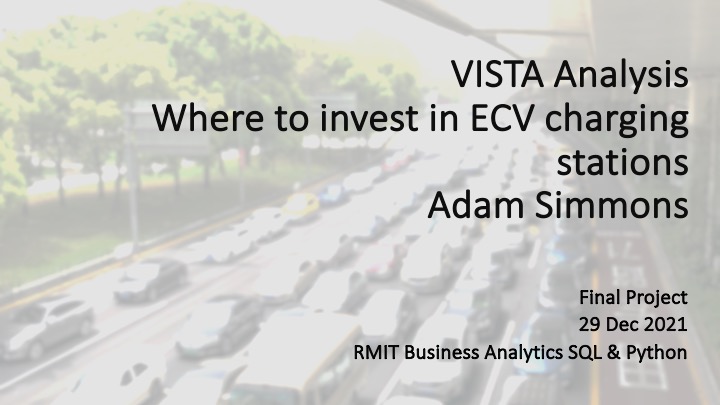 VISTA Analysis
Where to invest in ECV charging
stations
Adam Simmons
Final Project
29 Dec 2021
RMIT Business Analytics SQL & Python